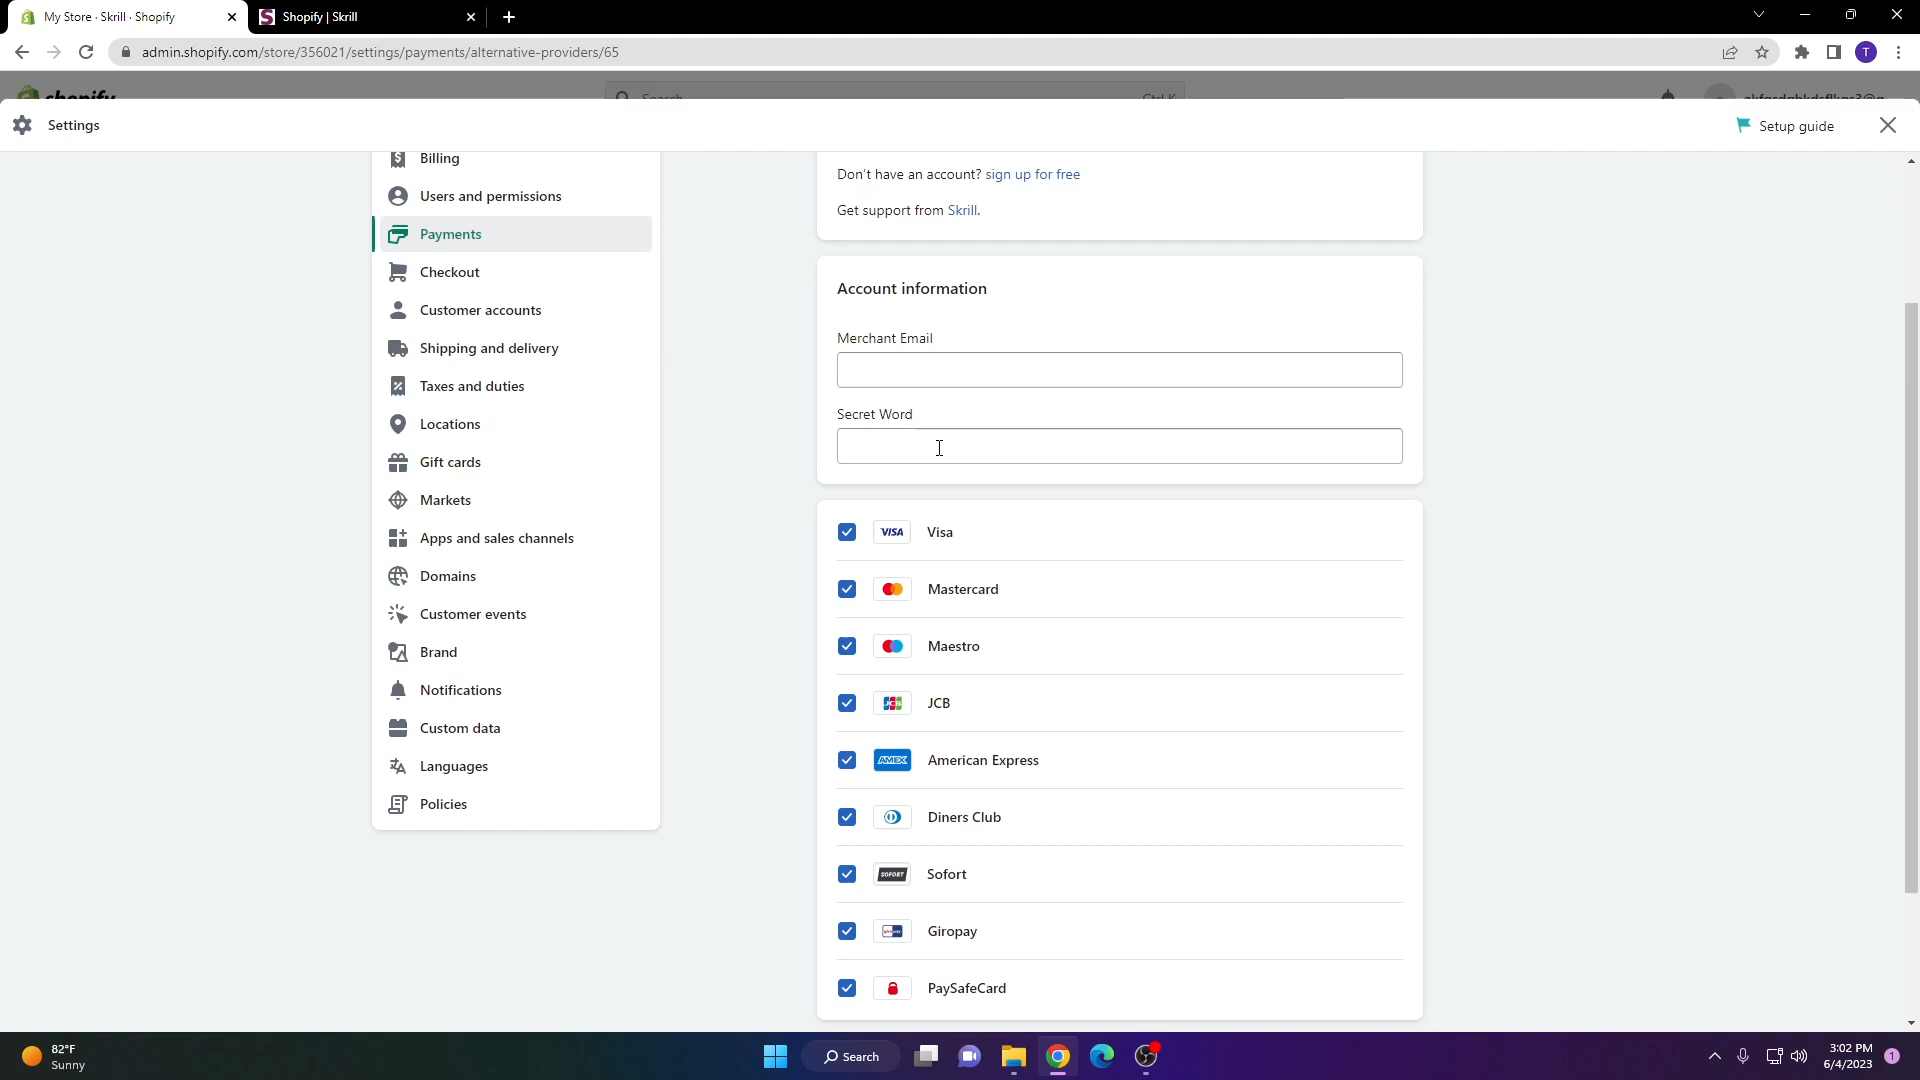 My Store · Skrill · Shopify
Shopify | Skrill
admin.shopify.com/store/356021/settings/payments/alternative-providers/65
shopify
Search
Ctrl K
Settings
Setup guide
Billing
Users and permissions
Payments
Checkout
Customer accounts
Shipping and delivery
Taxes and duties
Locations
Gift cards
Markets
Apps and sales channels
Domains
Customer events
Brand
Notifications
Custom data
Languages
Policies
Don't have an account? sign up for free
Get support from Skrill.
Account information
Merchant Email
Secret Word
VISA Visa
Mastercard
Maestro
JCB JCB
AMEX American Express
Diners Club
SOFORT Sofort
giropay Giropay
PaySafeCard
82°F
Sunny
Search
3:02 PM
6/4/2023
1
T